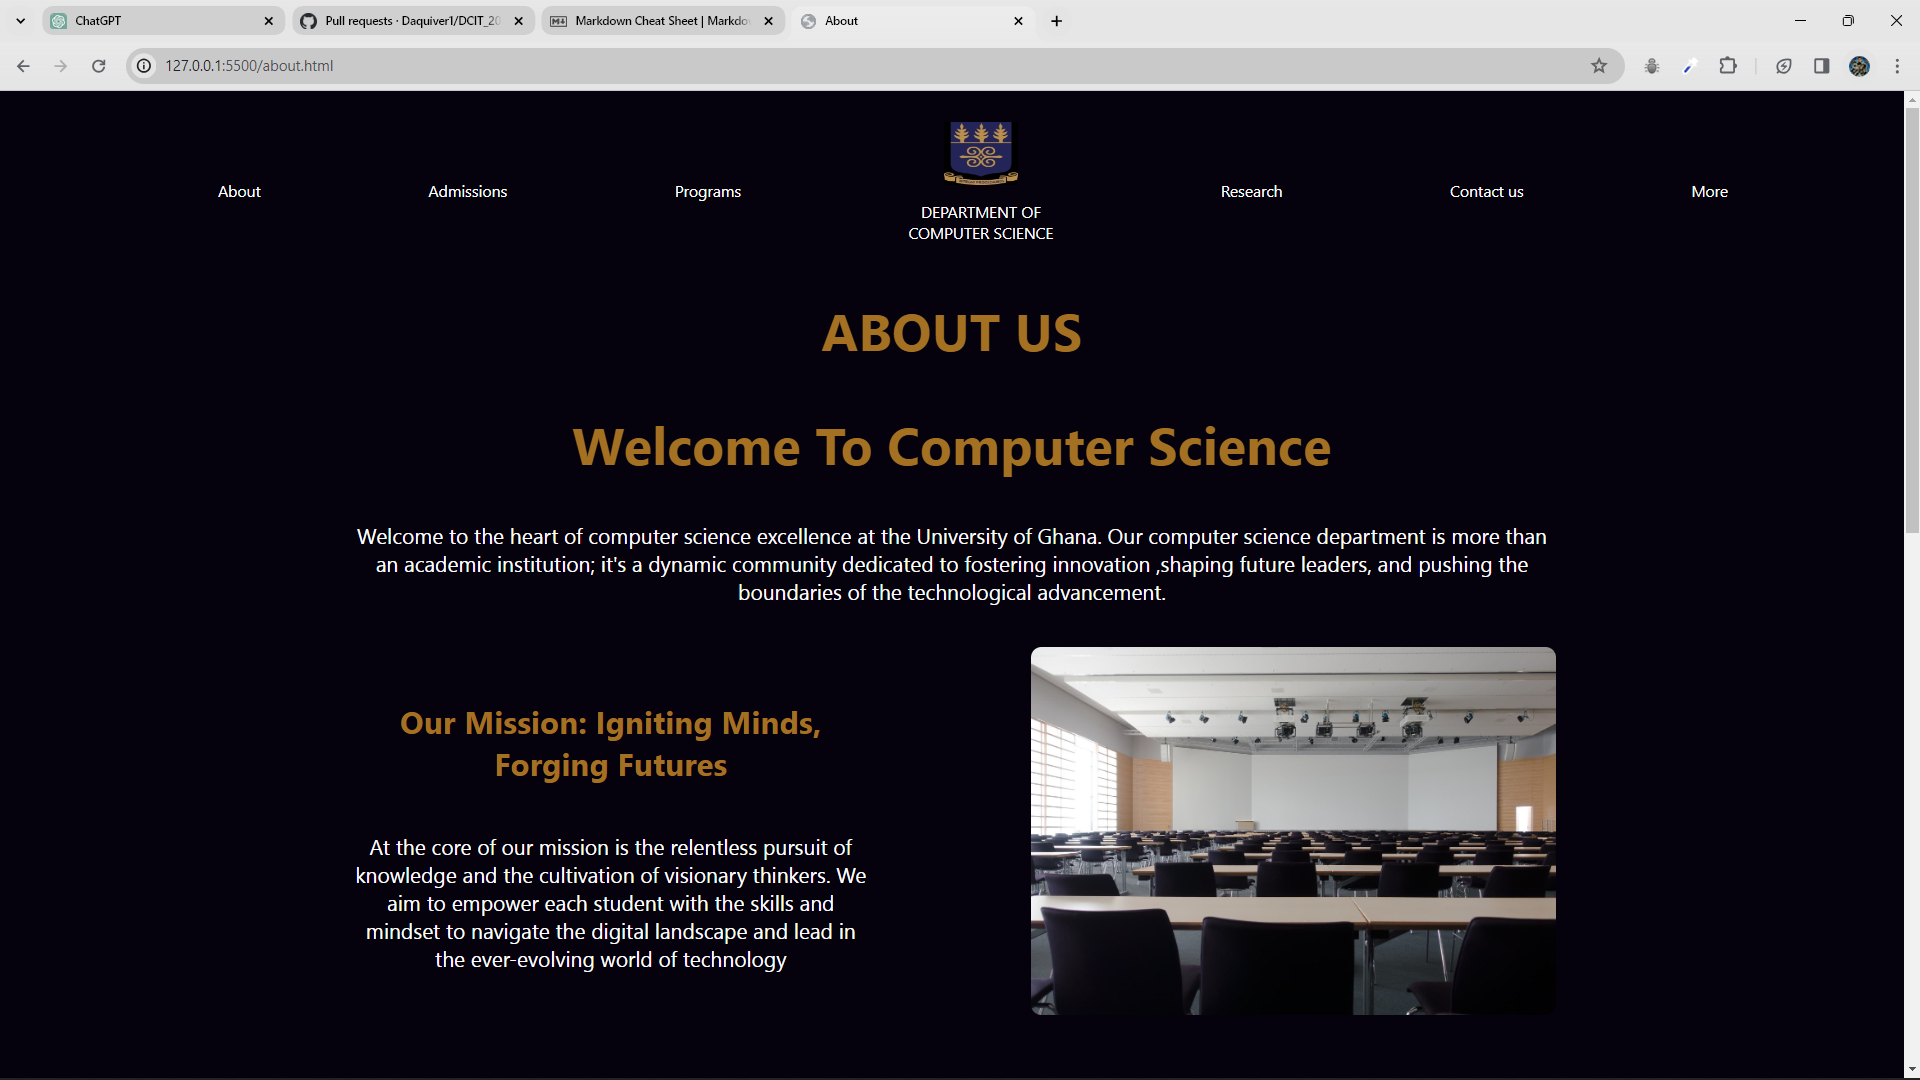 ChatGPT
Pull requests · Daquiver1/DCIT_20
Markdown Cheat Sheet | Markdo
About
127.0.0.1:5500/about.html
About
Admissions
Programs
DEPARTMENT OF
COMPUTER SCIENCE
Research
Contact us
More
ABOUT US
Welcome To Computer Science
Welcome to the heart of computer science excellence at the University of Ghana. Our computer science department is more than
an academic institution; it's a dynamic community dedicated to fostering innovation ,shaping future leaders, and pushing the
boundaries of the technological advancement.
Our Mission: Igniting Minds,
Forging Futures
At the core of our mission is the relentless pursuit of
knowledge and the cultivation of visionary thinkers. We
aim to empower each student with the skills and
mindset to navigate the digital landscape and lead in
the ever-evolving world of technology